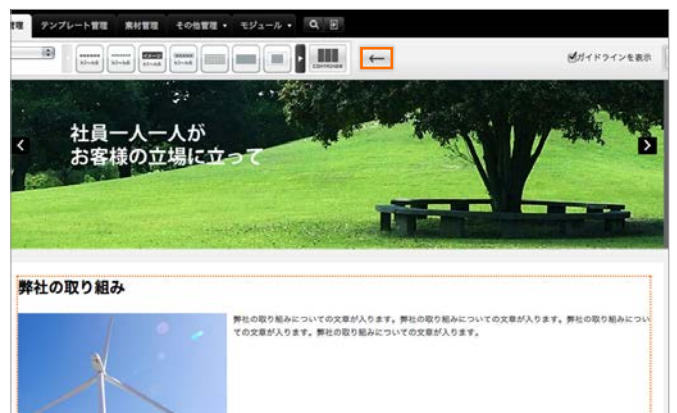 管理 テンプレート管理 素材管理 その他管理 モジュール
ガイドラインを表示
社員一人一人が
お客様の立場に立って
弊社の取り組み
弊社の取り組みについての文章が入ります。弊社の取り組みについての文章が入ります。弊社の取り組みについ
ての文章が入ります。弊社の取り組みについての文章が入ります。